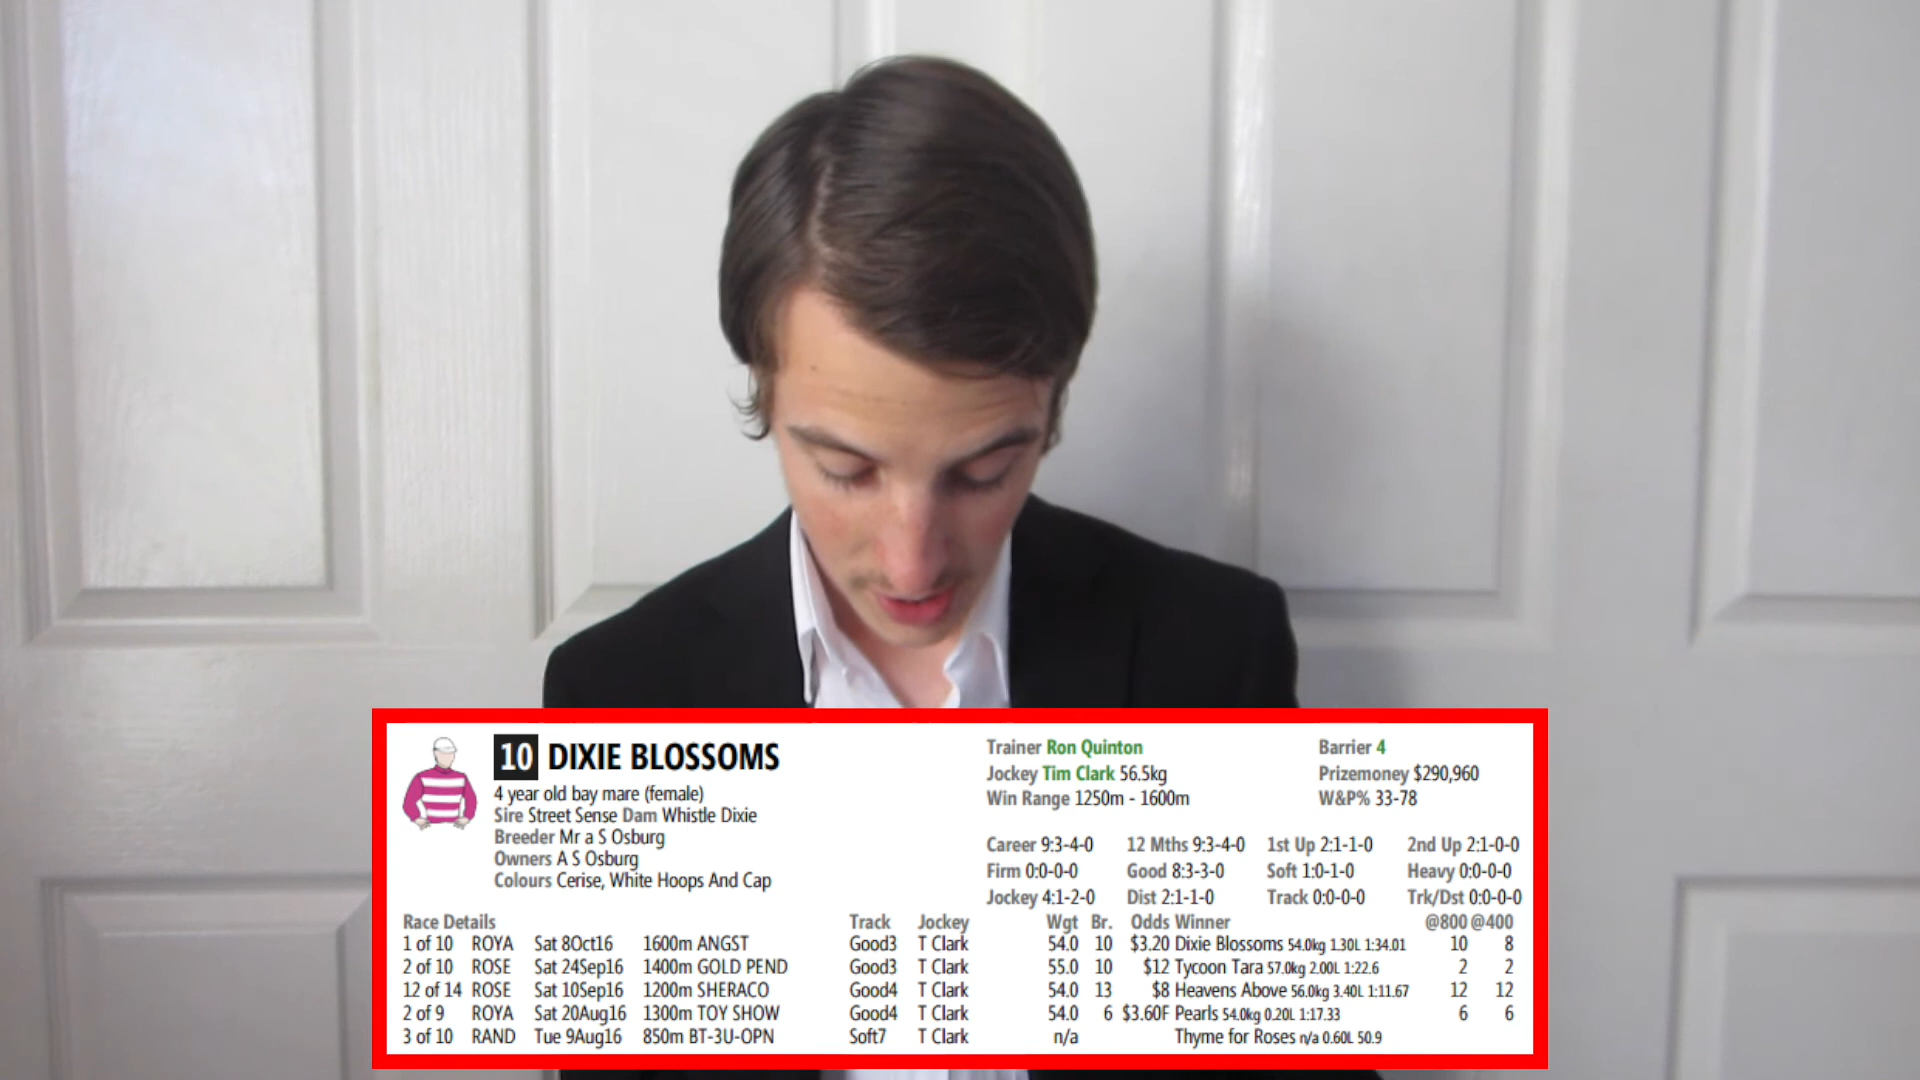 10 DIXIE BLOSSOMS
4 year old bay mare (female)
Sire Street Sense Dam Whistle Dixie
Breeder Mr a S Osburg
Owners A S Osburg
Colours Cerise, White Hoops And Cap
Trainer Ron Quinton
Jockey Tim Clark 56.5kg
Win Range 1250m - 1600m
Barrier 4
Prizemoney $290,960
W&P% 33-78
Career 9:3-4-0 12 Mths 9:3-4-0 1st Up 2:1-1-0 2nd Up 2:1-0-0
Firm 0:0-0-0 Good 8:3-3-0 Soft 1:0-1-0 Heavy 0:0-0-0
Jockey 4:1-2-0 Dist 2:1-1-0 Track 0:0-0-0 Trk/Dst 0:0-0-0
Race Details Track Jockey Wgt Br. Odds Winner @800 @400
1 of 10 ROYA Sat 8Oct16 1600m ANGST Good3 T Clark 54.0 10 $3.20 Dixie Blossoms 54.0kg 1.30L 1:34.01 10 8
2 of 10 ROSE Sat 24Sep16 1400m GOLD PEND Good3 T Clark 55.0 10 $12 Tycoon Tara 57.0kg 2.00L 1:22.6 2 2
12 of 14 ROSE Sat 10Sep16 1200m SHERACO Good4 T Clark 54.0 13 $8 Heavens Above 56.0kg 3.40L 1:11.67 12 12
2 of 9 ROYA Sat 20Aug16 1300m TOY SHOW Good4 T Clark 54.0 6 $3.60F Pearls 54.0kg 0.20L 1:17.33 6 6
3 of 10 RAND Tue 9Aug16 850m BT-3U-OPN Soft7 T Clark n/a Thyme for Roses n/a 0.60L 50.9